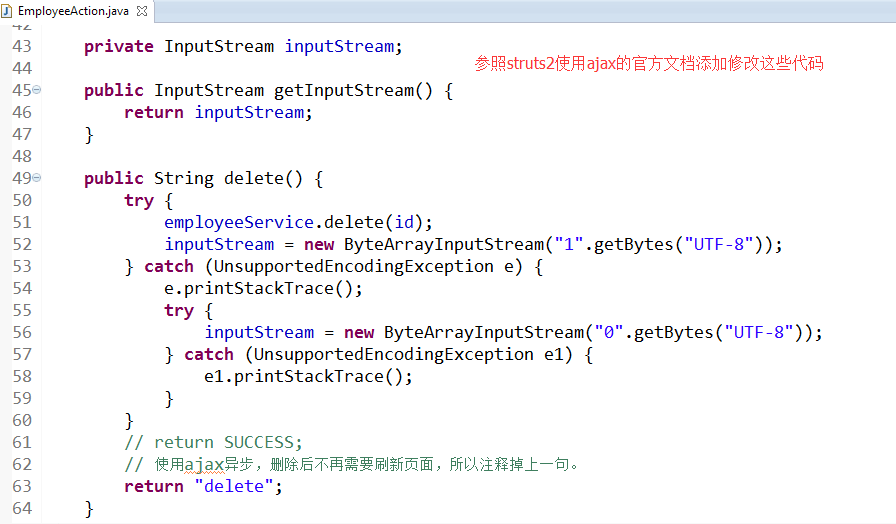 EmployeeAction.java
42
43 private InputStream inputStream;
44 参照struts2使用ajax的官方文档添加修改这些代码
45 public InputStream getInputStream() {
46 return inputStream;
47 }
48
49 public String delete() {
50 try {
51 employeeService.delete(id);
52 inputStream = new ByteArrayInputStream("1".getBytes("UTF-8"));
53 } catch (UnsupportedEncodingException e) {
54 e.printStackTrace();
55 try {
56 inputStream = new ByteArrayInputStream("0".getBytes("UTF-8"));
57 } catch (UnsupportedEncodingException e1) {
58 e1.printStackTrace();
59 }
60 }
61 // return SUCCESS;
62 // 使用ajax异步，删除后不再需要刷新页面，所以注释掉上一句。
63 return "delete";
64 }